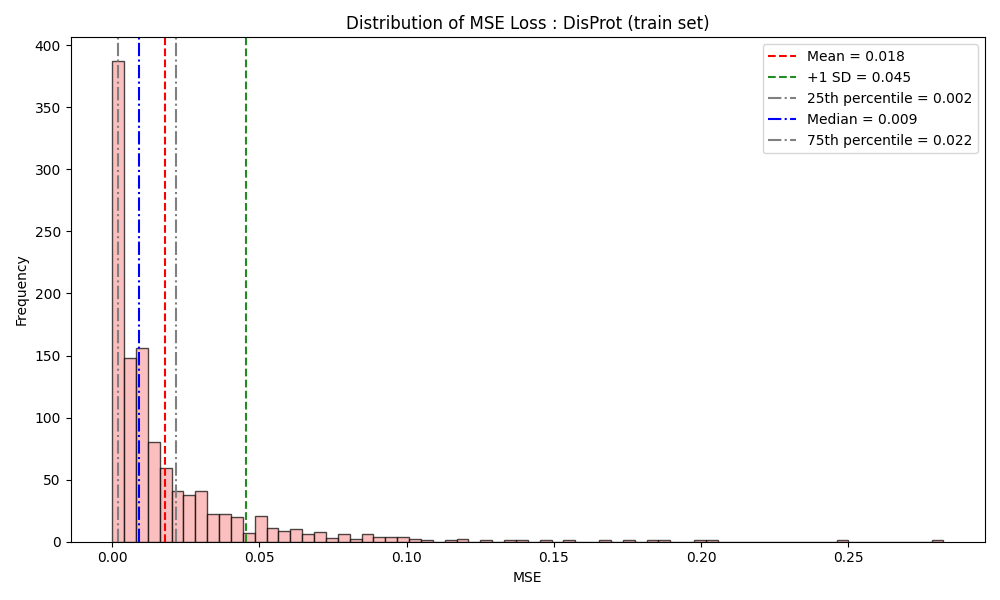 Distribution of MSE Loss : DisProt (train set)
Mean = 0.018
+1 SD = 0.045
25th percentile = 0.002
Median = 0.009
75th percentile = 0.022
Frequency
400
350
300
250
200
150
100
50
0
0.00 0.05 0.10 0.15 0.20 0.25
MSE